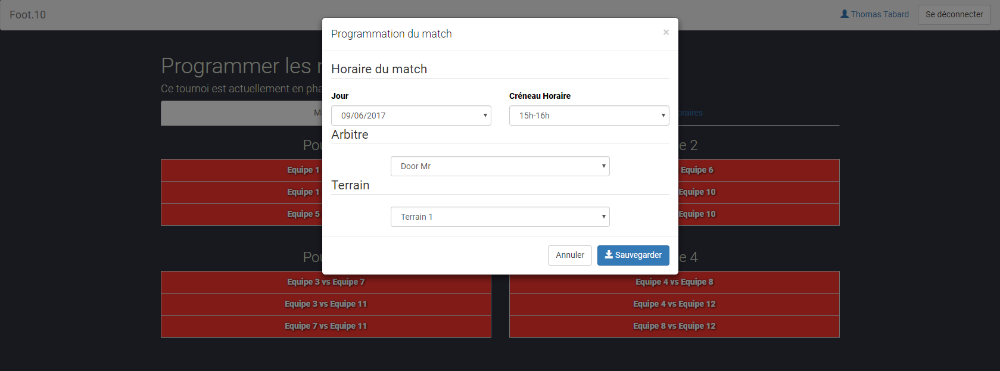 Foot.10
Thomas Tabard
Se déconnecter
Programmation du match
×
Programmer les
Ce tournoi est actuellement en
Horaire du match
Jour
Créneau Horaire
09/06/2017
15h-16h
Arbitre
Door Mr
Terrain
Terrain 1
Annuler
Sauvegarder
2
Equipe 1
Equipe 6
Equipe 1
Equipe 10
Equipe 5
Equipe 10
4
Equipe 3 vs Equipe 7
Equipe 4 vs Equipe 8
Equipe 3 vs Equipe 11
Equipe 4 vs Equipe 12
Equipe 7 vs Equipe 11
Equipe 8 vs Equipe 12